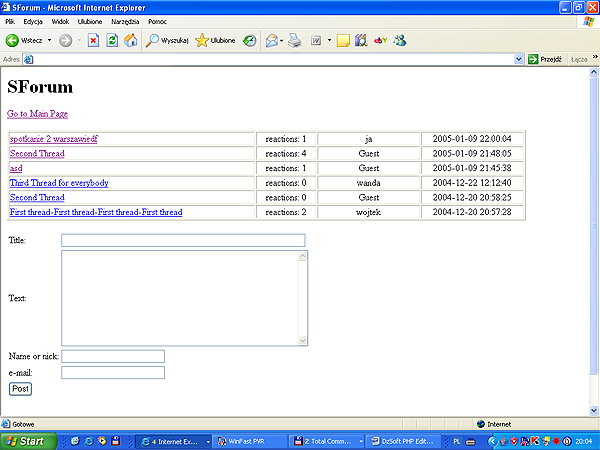 SForum - Microsoft Internet Explorer
Plik Edycja Widok Ulubione Narzędzia Pomoc
Wstecz Wyszukaj Ulubione
Adres Przejdź Łącza
SForum
Go to Main Page
spotkanie 2 warszawiedf reactions: 1 ja 2005-01-09 22:00:04
Second Thread reactions: 4 Guest 2005-01-09 21:48:05
asd reactions: 1 Guest 2005-01-09 21:45:38
Third Thread for everybody reactions: 0 wanda 2004-12-22 12:12:40
Second Thread reactions: 0 Guest 2004-12-20 20:58:25
First thread-First thread-First thread-First thread reactions: 2 wojtek 2004-12-20 20:57:28
Title:
Text:
Name or nick:
e-mail:
Post
Gotowe Internet
Start 4 Internet Ex... WinFast PVR 2 Total Comm... DzSoft PHP Edit... PL 20:04